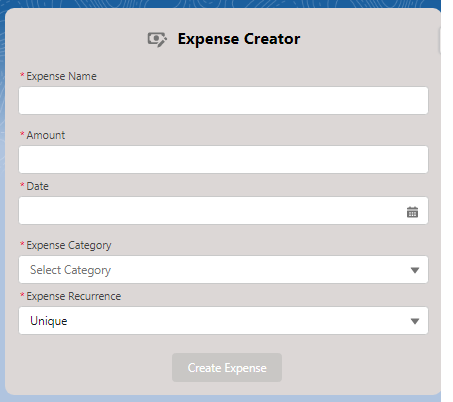 Expense Creator
* Expense Name
* Amount
* Date
* Expense Category
Select Category
* Expense Recurrence
Unique
Create Expense